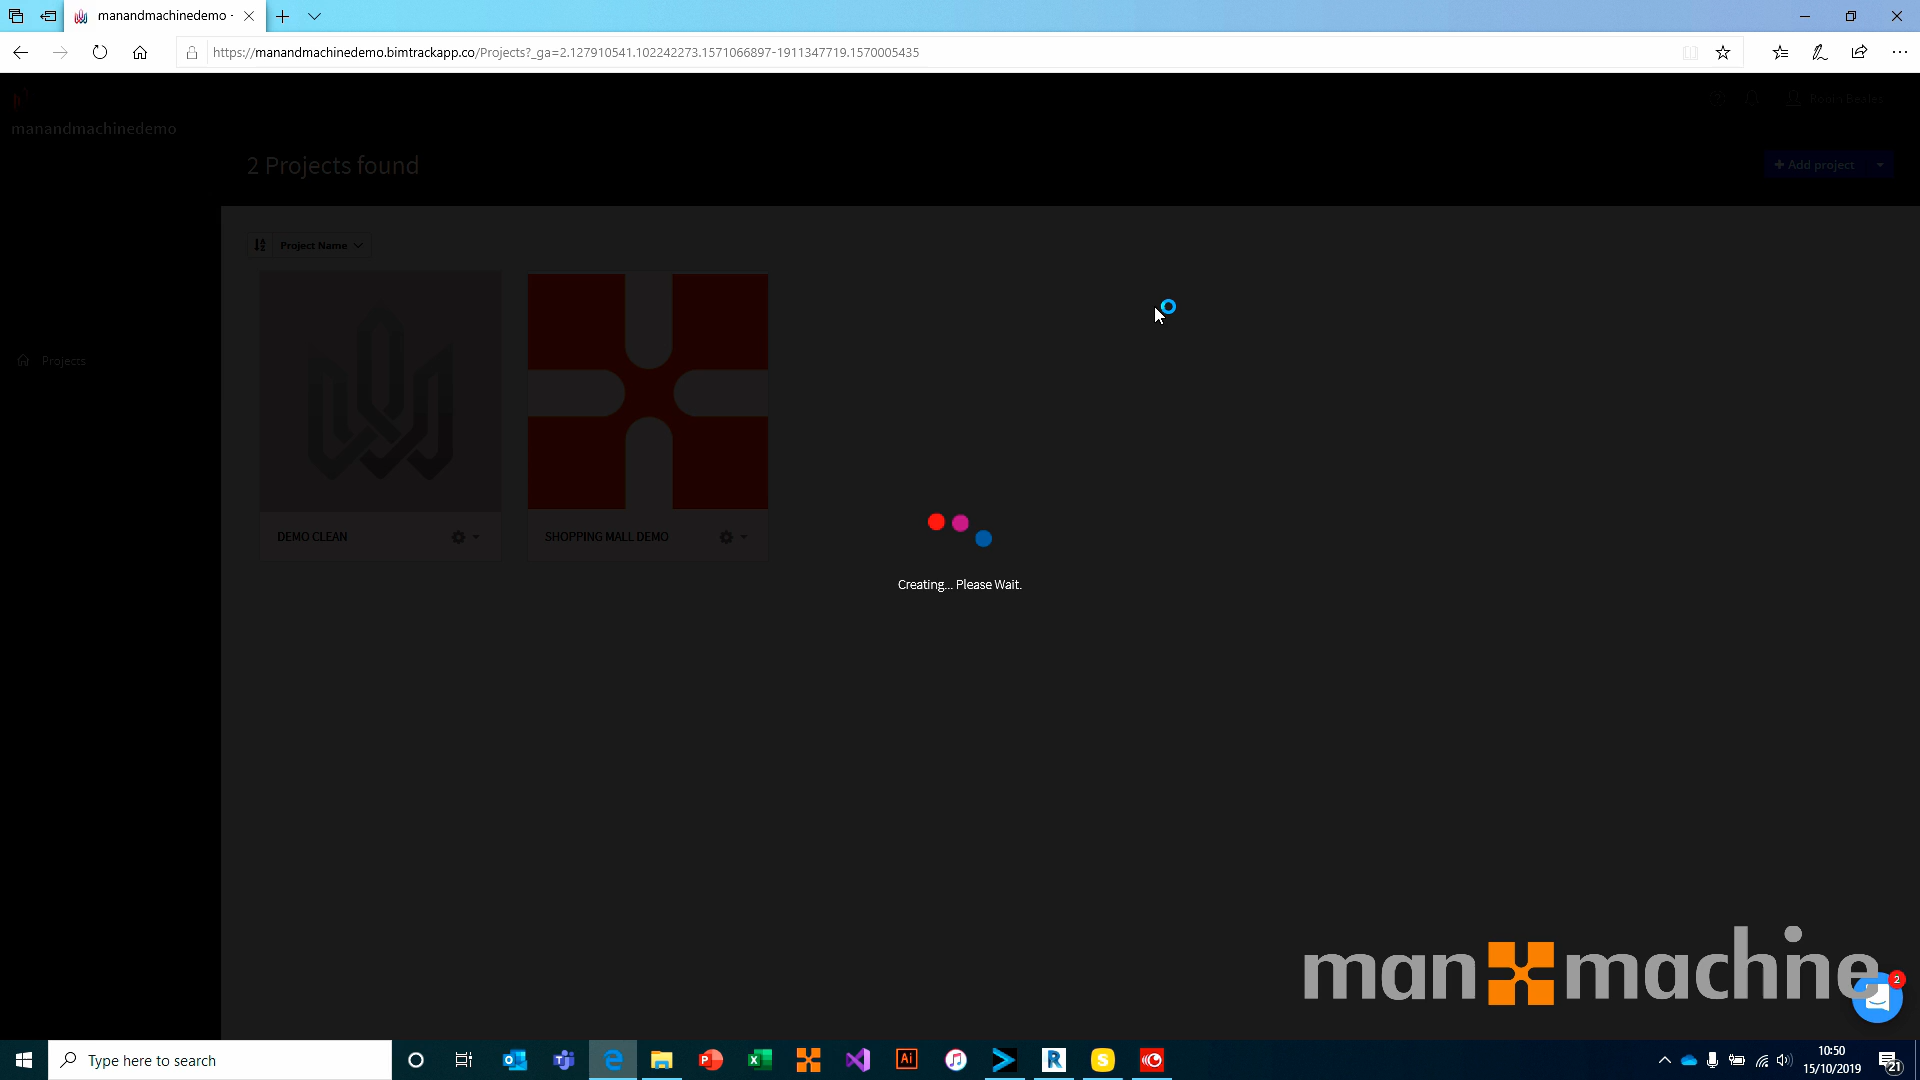 manandmachinedemo -
https://manandmachinedemo.bimtrackapp.co/Projects?_ga=2.127910541.102242273.1571066897-1911347719.1570005435
manandmachinedemo
2 Projects found
+ Add project
Project Name
Projects
DEMO CLEAN
SHOPPING MALL DEMO
Creating... Please Wait.
man machine
2
Type here to search
10:50
15/10/2019
21